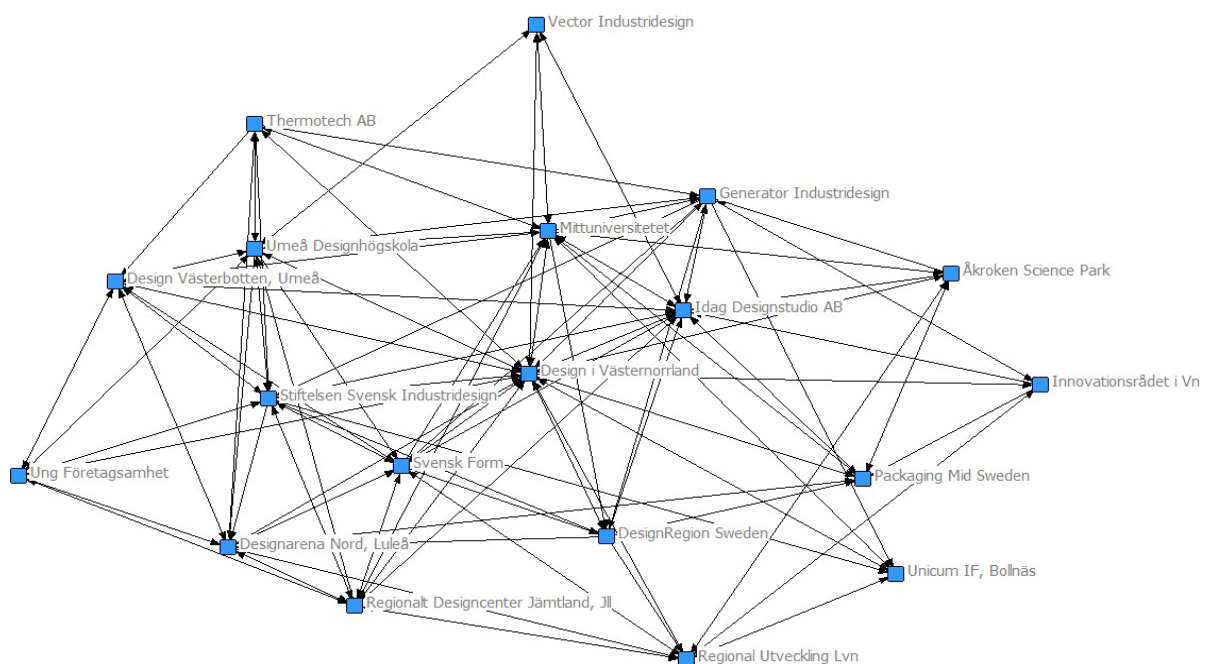 Vector Industridesign
Thermotech AB
Generator Industridesign
Mittuniversitetet
Umeå Designhögskola
Åkroken Science Park
Design Västerbotten, Umeå
Idag Designstudio AB
Design i Västernorrland
Innovationsrådet i Vn
Stiftelsen Svensk Industridesign
Svensk Form
Ung Företagsamhet
Packaging Mid Sweden
DesignRegion Sweden
Designarena Nord, Luleå
Unicum IF, Bollnäs
Regionalt Designcenter Jämtland, Jll
Regional Utveckling Lvn